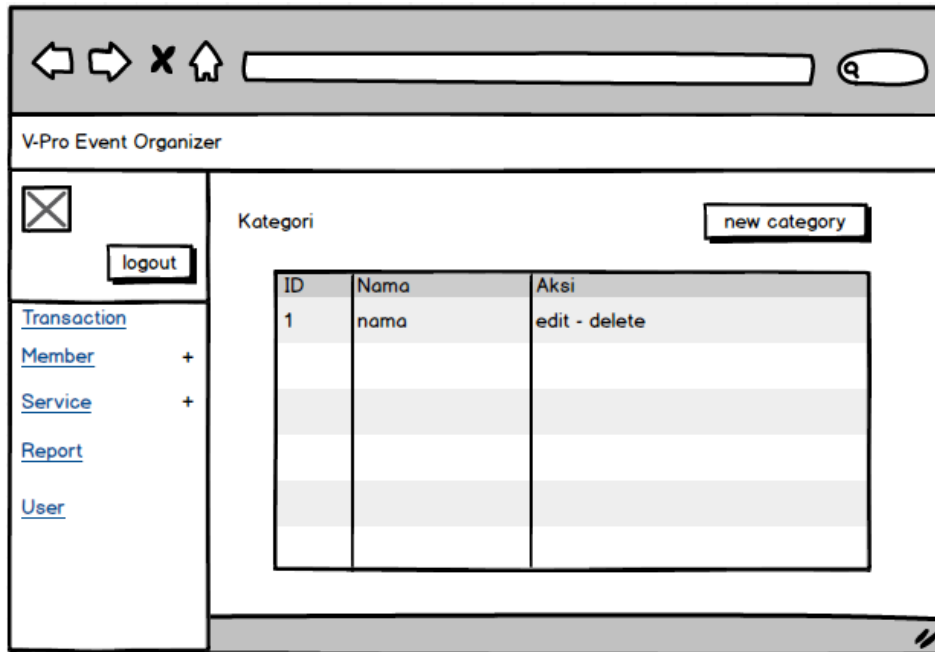 V-Pro Event Organizer
logout
Transaction
Member +
Service +
Report
User
Kategori
new category
ID Nama Aksi
1 nama edit - delete